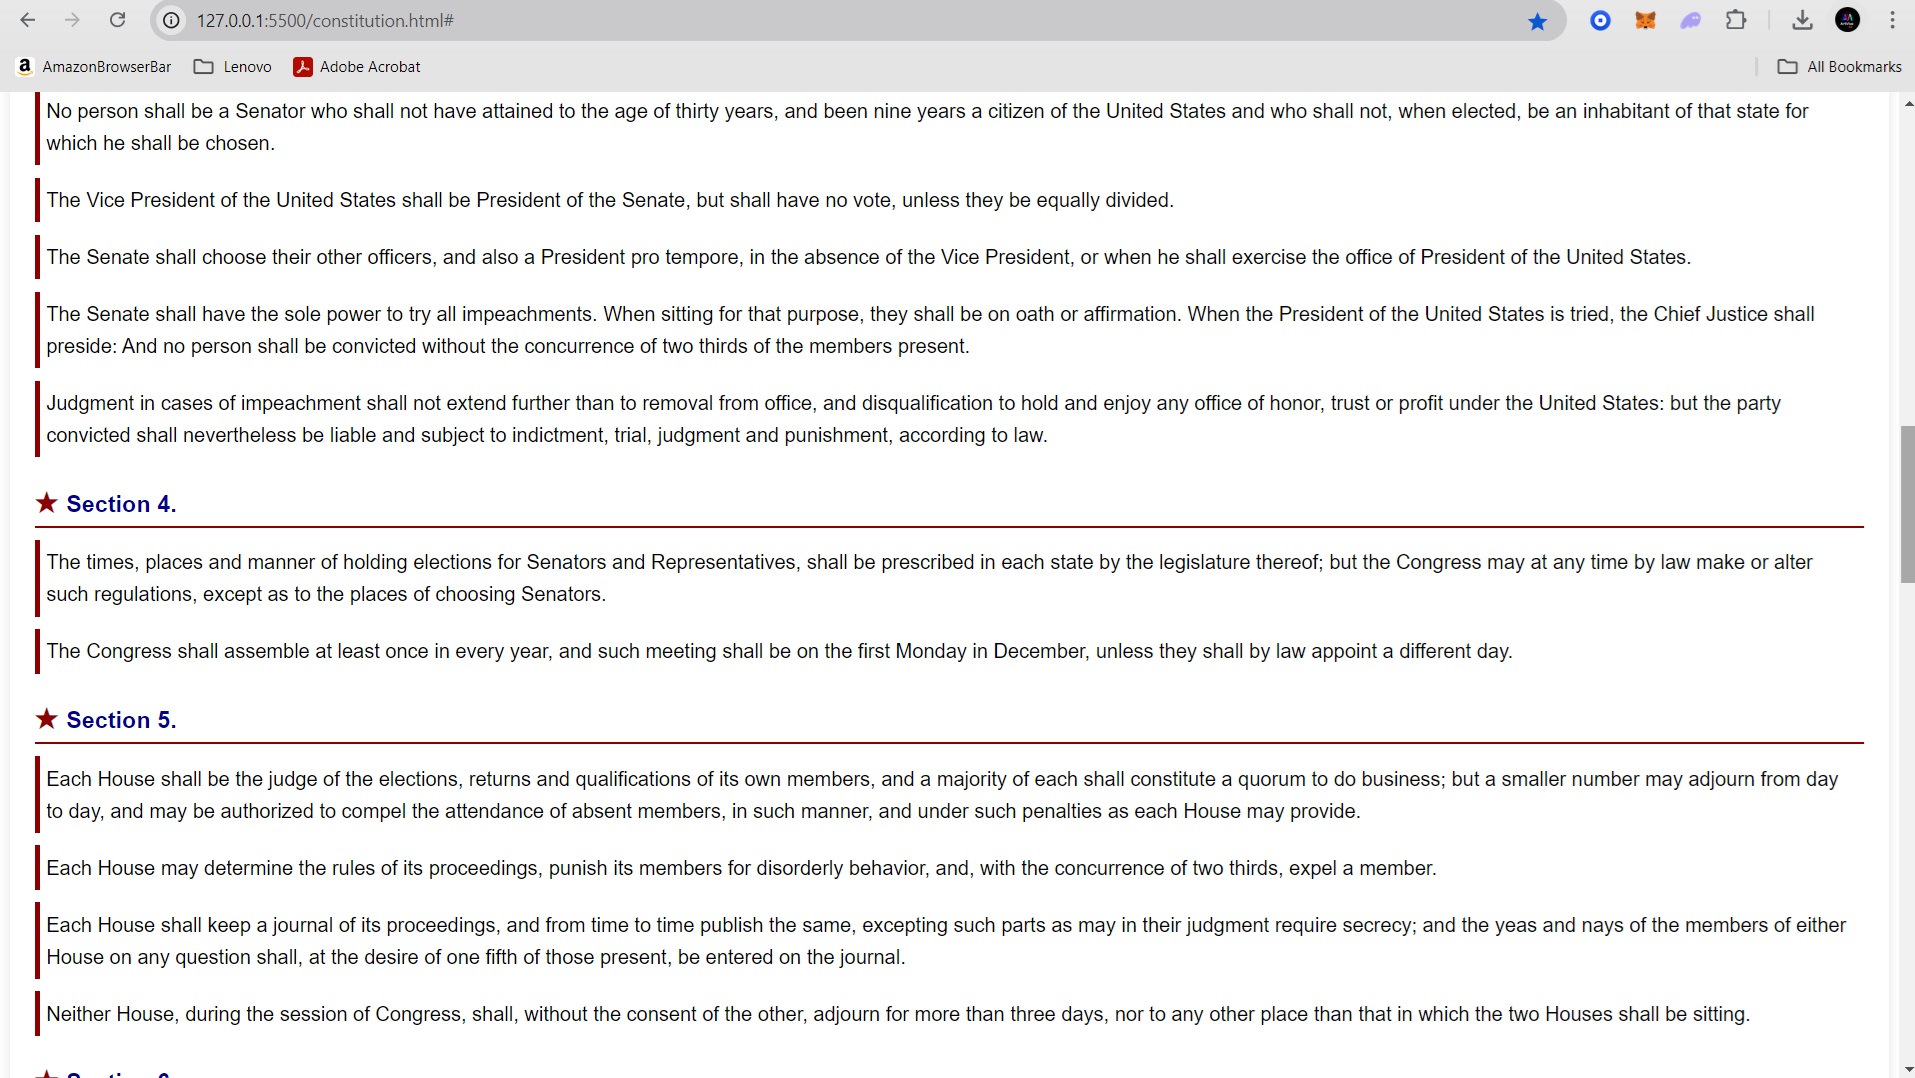 127.0.0.1:5500/constitution.html#
AmazonBrowserBar
Lenovo
Adobe Acrobat
All Bookmarks
No person shall be a Senator who shall not have attained to the age of thirty years, and been nine years a citizen of the United States and who shall not, when elected, be an inhabitant of that state for
which he shall be chosen.
The Vice President of the United States shall be President of the Senate, but shall have no vote, unless they be equally divided.
The Senate shall choose their other officers, and also a President pro tempore, in the absence of the Vice President, or when he shall exercise the office of President of the United States.
The Senate shall have the sole power to try all impeachments. When sitting for that purpose, they shall be on oath or affirmation. When the President of the United States is tried, the Chief Justice shall
preside: And no person shall be convicted without the concurrence of two thirds of the members present.
Judgment in cases of impeachment shall not extend further than to removal from office, and disqualification to hold and enjoy any office of honor, trust or profit under the United States: but the party
convicted shall nevertheless be liable and subject to indictment, trial, judgment and punishment, according to law.
★ Section 4.
The times, places and manner of holding elections for Senators and Representatives, shall be prescribed in each state by the legislature thereof; but the Congress may at any time by law make or alter
such regulations, except as to the places of choosing Senators.
The Congress shall assemble at least once in every year, and such meeting shall be on the first Monday in December, unless they shall by law appoint a different day.
★ Section 5.
Each House shall be the judge of the elections, returns and qualifications of its own members, and a majority of each shall constitute a quorum to do business; but a smaller number may adjourn from day
to day, and may be authorized to compel the attendance of absent members, in such manner, and under such penalties as each House may provide.
Each House may determine the rules of its proceedings, punish its members for disorderly behavior, and, with the concurrence of two thirds, expel a member.
Each House shall keep a journal of its proceedings, and from time to time publish the same, excepting such parts as may in their judgment require secrecy; and the yeas and nays of the members of either
House on any question shall, at the desire of one fifth of those present, be entered on the journal.
Neither House, during the session of Congress, shall, without the consent of the other, adjourn for more than three days, nor to any other place than that in which the two Houses shall be sitting.